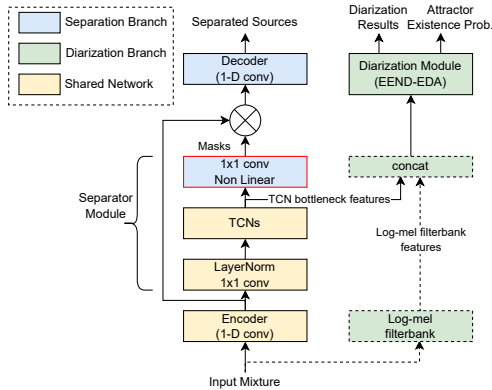 Separation Branch
Diarization Branch
Shared Network
Separated Sources
Diarization
Results
Attractor
Existence Prob.
Decoder
(1-D conv)
Diarization Module
(EEND-EDA)
Masks
1x1 conv
Non Linear
concat
TCN bottleneck features
Separator
Module
TCNs
Log-mel filterbank
features
LayerNorm
1x1 conv
Encoder
(1-D conv)
Log-mel
filterbank
Input Mixture